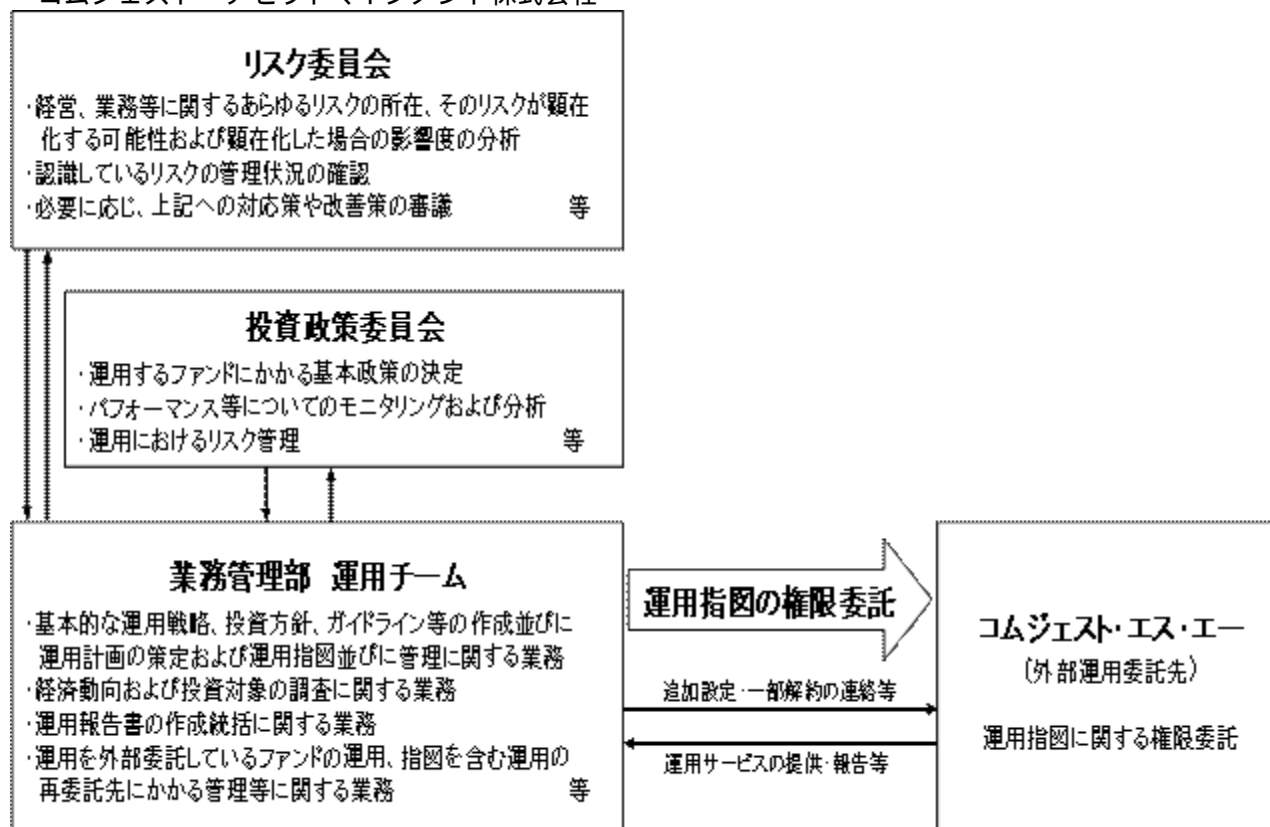 コムジェスト・アセットマネジメント株式会社
リスク委員会
・経営、業務等に関するあらゆるリスクの所在、そのリスクが顕在
化する可能性および顕在化した場合の影響度の分析
・認識しているリスクの管理状況の確認
・必要に応じ、上記への対応策や改善策の審議 等
投資政策委員会
・運用するファンドにかかる基本政策の決定
・パフォーマンス等についてのモニタリングおよび分析
・運用におけるリスク管理 等
業務管理部 運用チーム
・基本的な運用戦略、投資方針、ガイドライン等の作成並びに
運用計画の策定および運用指図並びに管理に関する業務
・経済動向および投資対象の調査に関する業務
・運用報告書の作成統括に関する業務
・運用を外部委託しているファンドの運用、指図を含む運用の
再委託先にかかる管理等に関する業務 等
運用指図の権限委託
追加設定・一部解約の連絡等
運用サービスの提供・報告等
コムジェスト・エス・エー
(外部運用委託先)
運用指図に関する権限委託